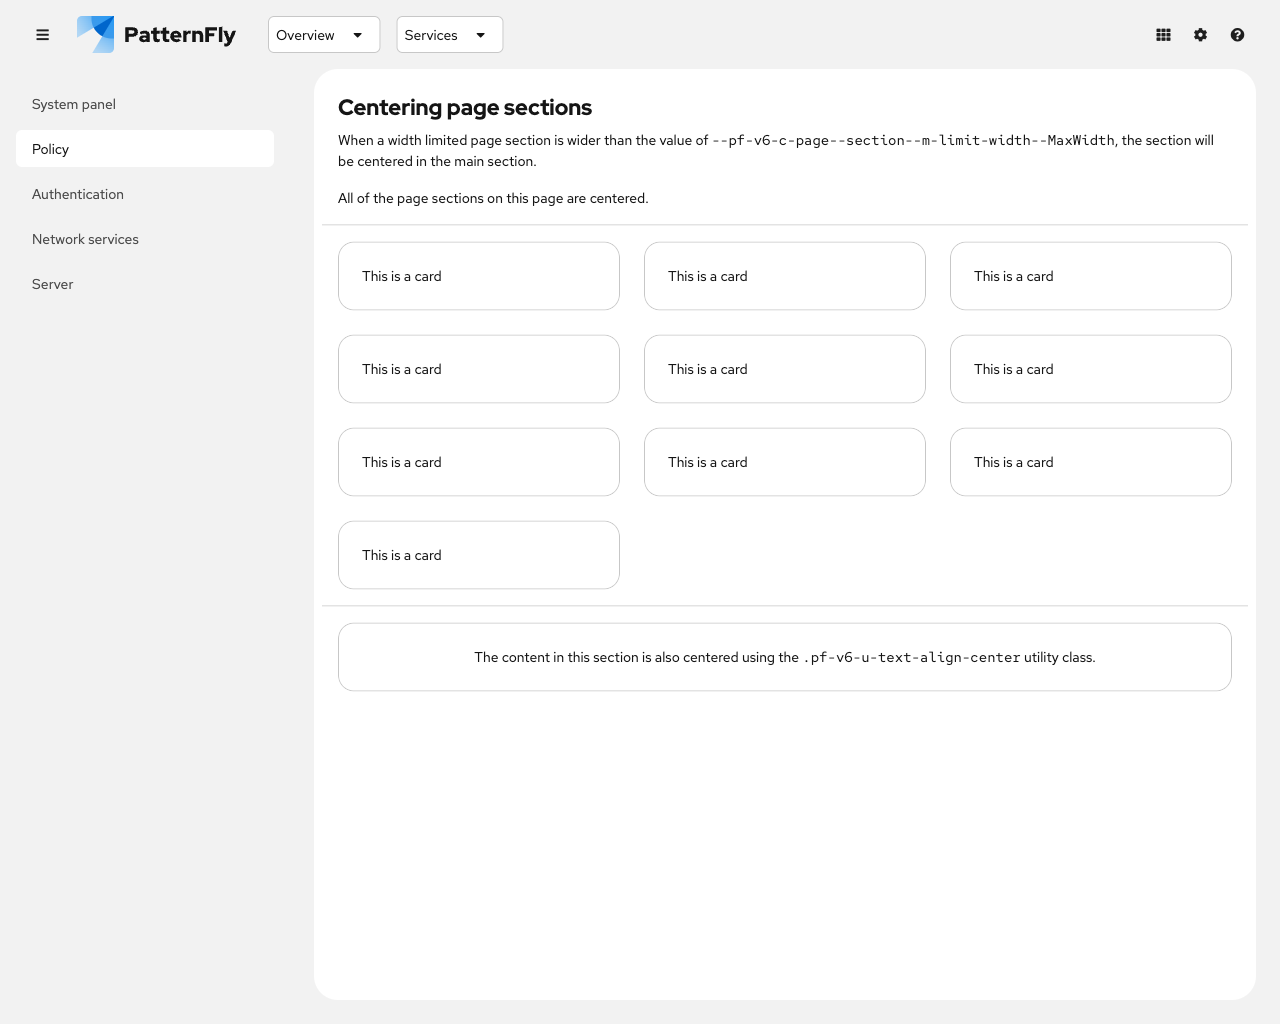 PatternFly
Overview
Services
System panel
Policy
Authentication
Network services
Server
Centering page sections
When a width limited page section is wider than the value of --pf-v6-c-page--section--m-limit-width--MaxWidth, the section will
be centered in the main section.
All of the page sections on this page are centered.
This is a card
This is a card
This is a card
This is a card
This is a card
This is a card
This is a card
This is a card
This is a card
This is a card
The content in this section is also centered using the .pf-v6-u-text-align-center utility class.